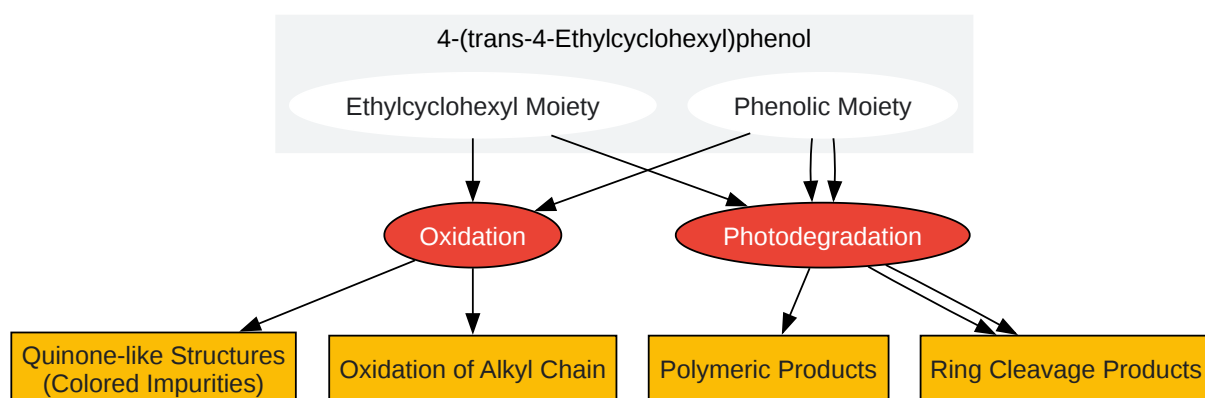 4-(trans-4-Ethylcyclohexyl)phenol
Ethylcyclohexyl Moiety
Phenolic Moiety
Oxidation
Photodegradation
Quinone-like Structures
(Colored Impurities)
Oxidation of Alkyl Chain
Polymeric Products
Ring Cleavage Products